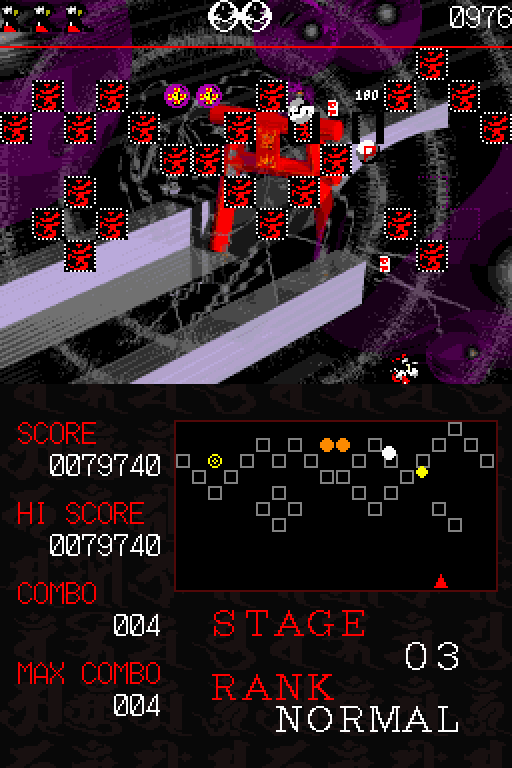 0976
180
SCORE
0079740
HI SCORE
0079740
COMBO
004
MAX COMBO
004
STAGE
03
RANK
NORMAL